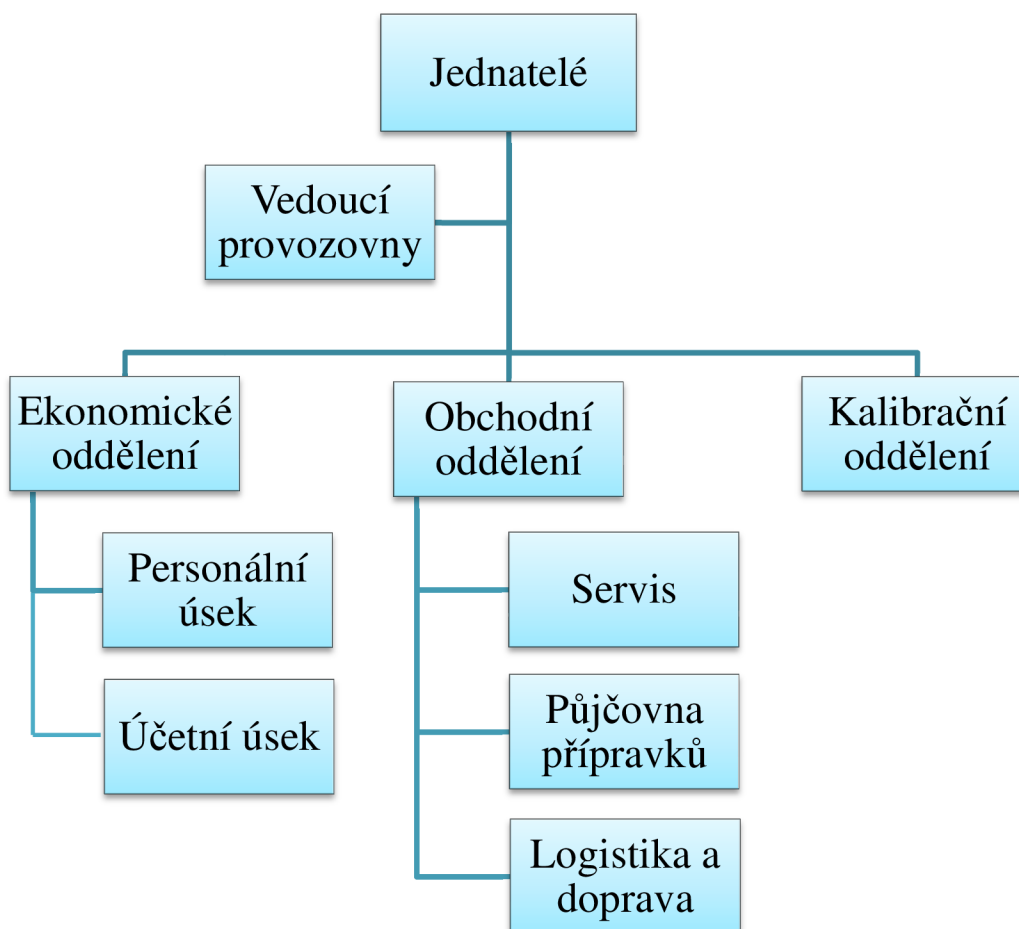 Jednatelé
Vedoucí
provozovny
Ekonomické
oddělení
Obchodní
oddělení
Kalibrační
oddělení
Personální
úsek
Servis
Účetní úsek
Půjčovna
přípravků
Logistika a
doprava